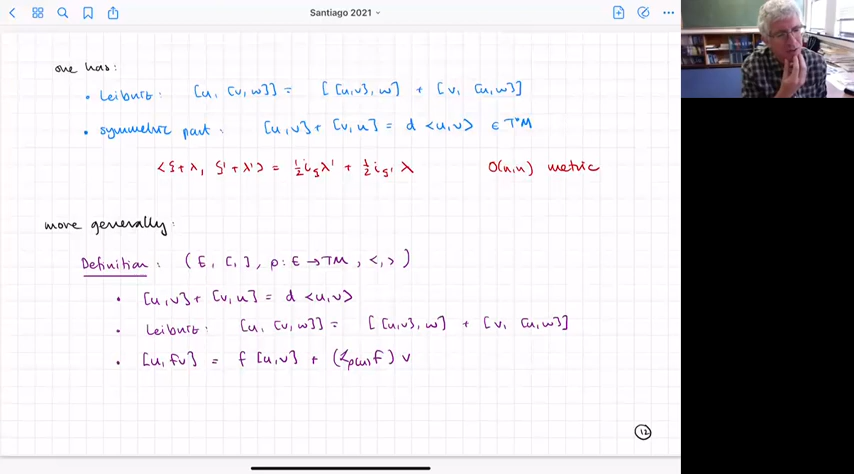 Santiago 2021
one has:
• Leibniz: [u, [v,w]] = [[u,v], w] + [v, [u,w]]
• symmetric part: [u,v] + [v,u] = d <u,v> ∈ T*M
<ξ+λ, ξ'+λ'> = ½ i_ξ λ' + ½ i_ξ' λ O(n,n) metric
more generally:
Definition: (E, [,], ρ: E → TM, <,>)
• [u,v] + [v,u] = d <u,v>
• Leibniz: [u, [v,w]] = [[u,v], w] + [v, [u,w]]
• [u, fv] = f [u,v] + (L_ρ(u) f) v
12